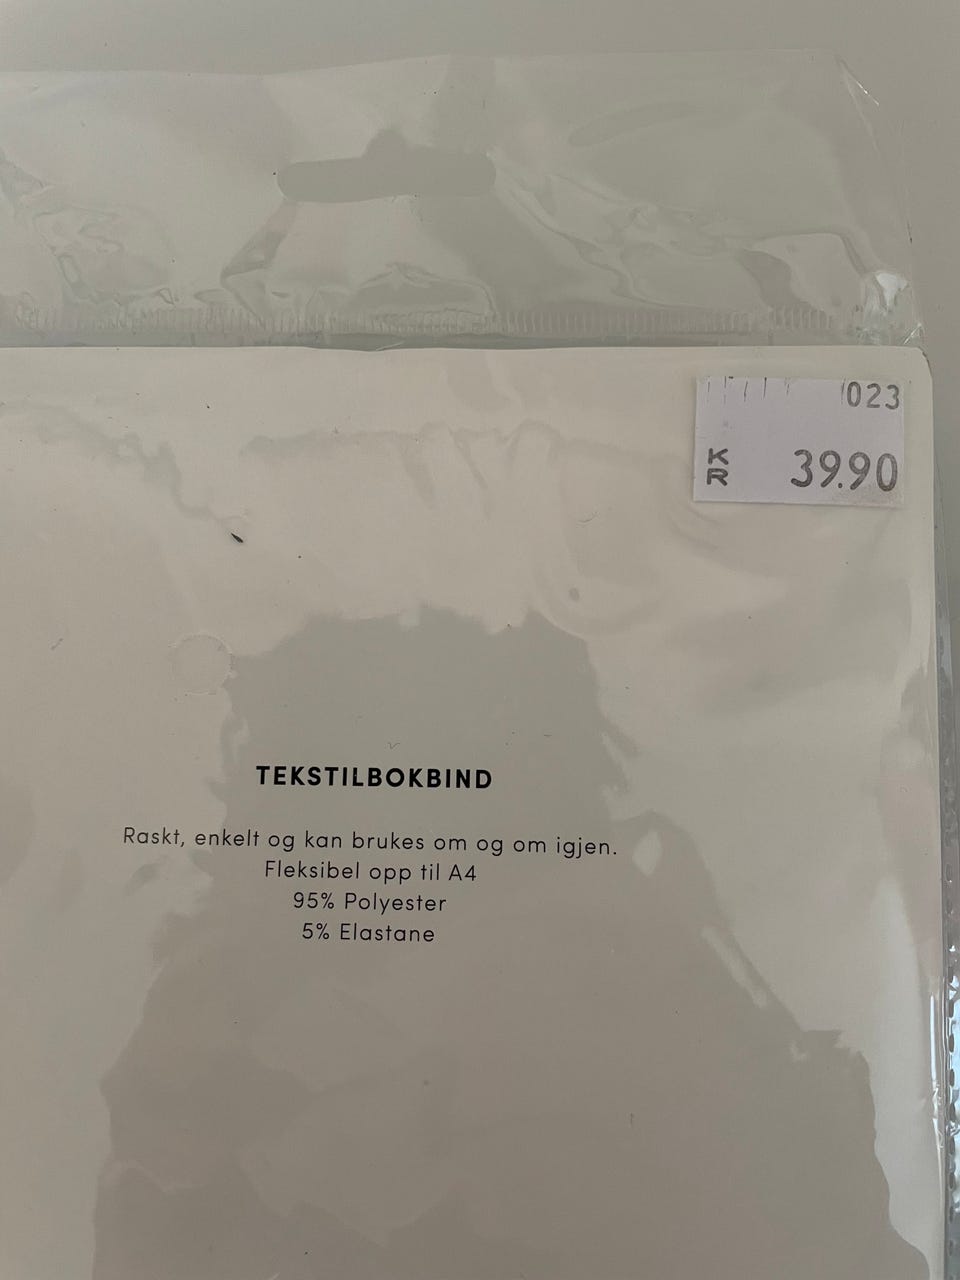 023
KR 39.90
TEKSTILBOKBIND
Raskt, enkelt og kan brukes om og om igjen.
Fleksibel opp til A4
95% Polyester
5% Elastane